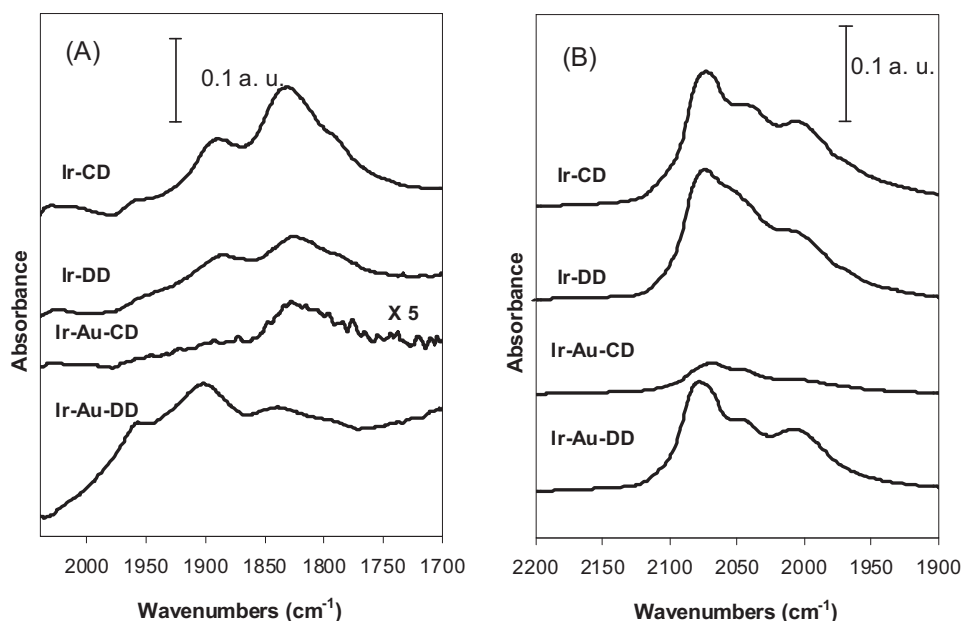 (A)
0.1 a. u.
Ir-CD
Ir-DD
X 5
Ir-Au-CD
Ir-Au-DD
Absorbance
2000 1950 1900 1850 1800 1750 1700
Wavenumbers (cm⁻¹)
(B)
0.1 a. u.
Ir-CD
Ir-DD
Ir-Au-CD
Ir-Au-DD
Absorbance
2200 2150 2100 2050 2000 1950 1900
Wavenumbers (cm⁻¹)